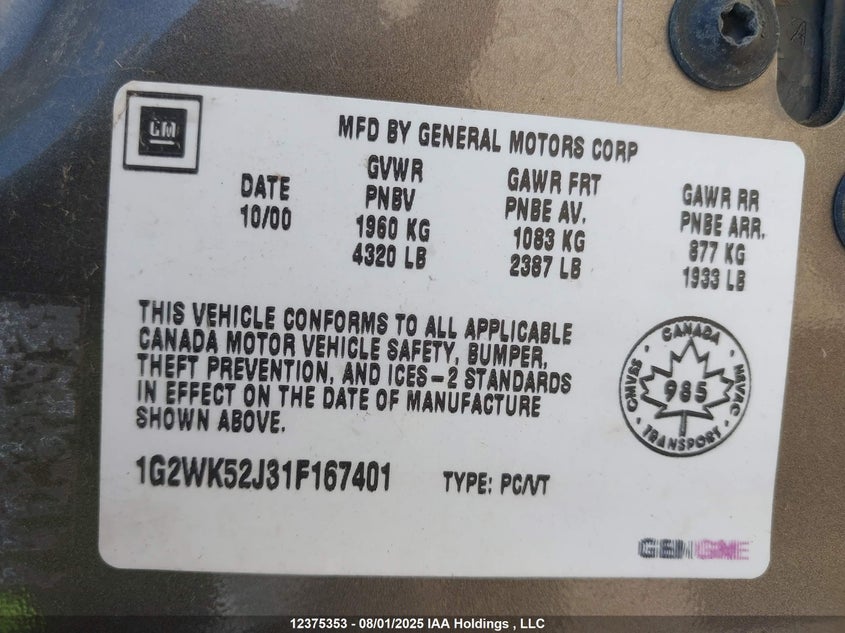 GM
MFD BY GENERAL MOTORS CORP
DATE
10/00
GVWR
PNBV
1960 KG
4320 LB
GAWR FRT
PNBE AV.
1083 KG
2387 LB
GAWR RR
PNBE ARR.
877 KG
1933 LB
THIS VEHICLE CONFORMS TO ALL APPLICABLE
CANADA MOTOR VEHICLE SAFETY, BUMPER,
THEFT PREVENTION, AND ICES-2 STANDARDS
IN EFFECT ON THE DATE OF MANUFACTURE
SHOWN ABOVE.
CANADA
CMVSS
985
NVAC
TRANSPORT
1G2WK52J31F167401 TYPE: PC/VT
12375353 - 08/01/2025 IAA Holdings , LLC